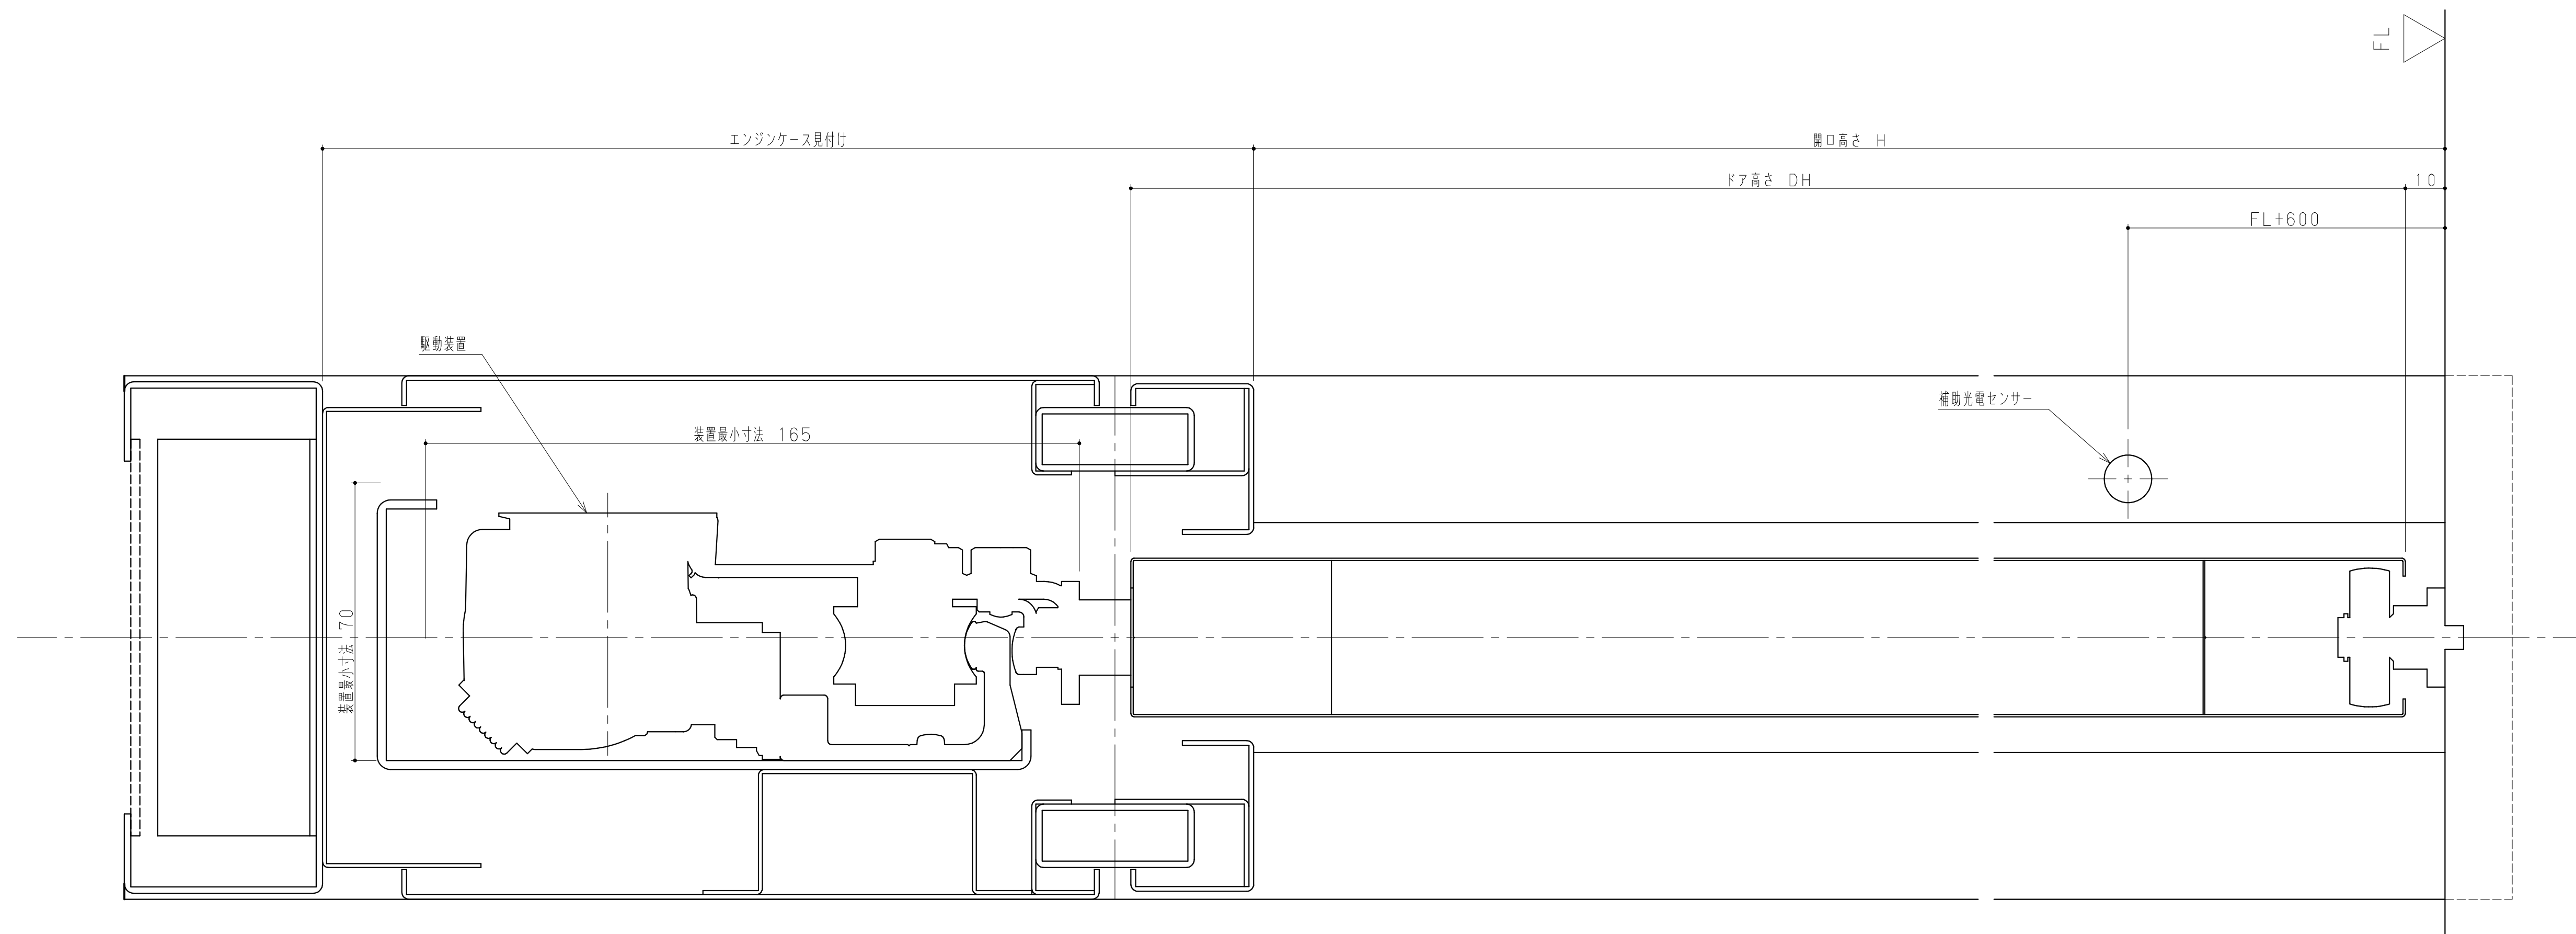 FL
エンジンケース見付け
開口高さ H
ドア高さ DH
10
FL+600
駆動装置
補助光電センサー
装置最小寸法 165
装置最小寸法 70